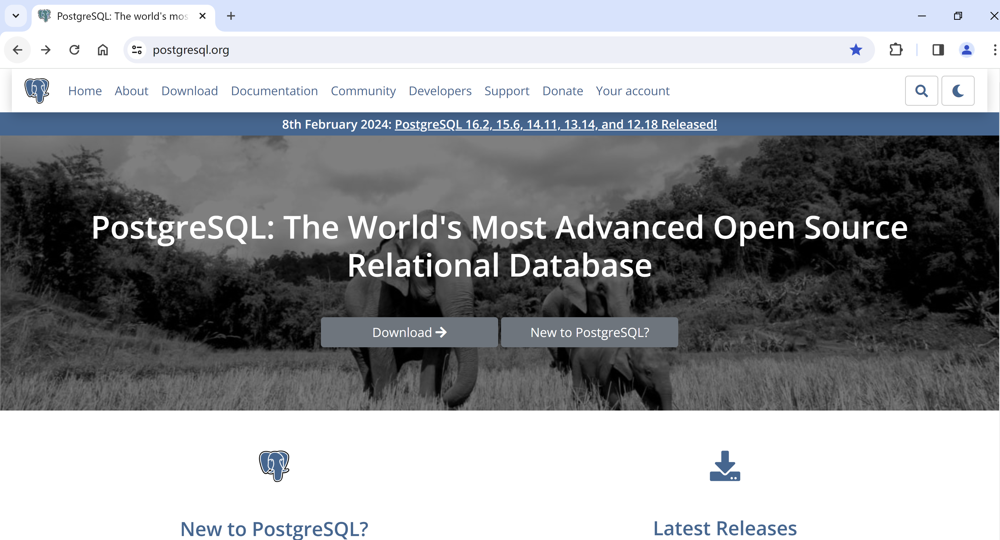 PostgreSQL: The world's mos
postgresql.org
Home About Download Documentation Community Developers Support Donate Your account
8th February 2024: PostgreSQL 16.2, 15.6, 14.11, 13.14, and 12.18 Released!
PostgreSQL: The World's Most Advanced Open Source
Relational Database
Download
New to PostgreSQL?
New to PostgreSQL?
Latest Releases